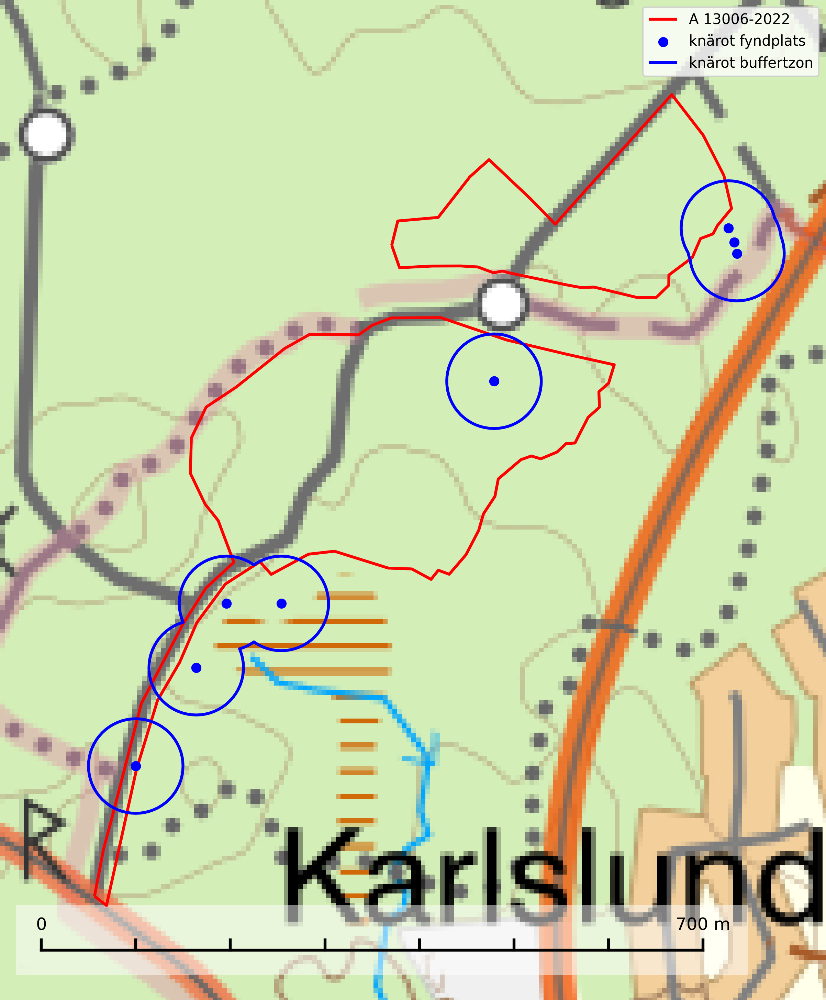 A 13006-2022
knärot fyndplats
knärot buffertzon
Karlslund
0
700 m